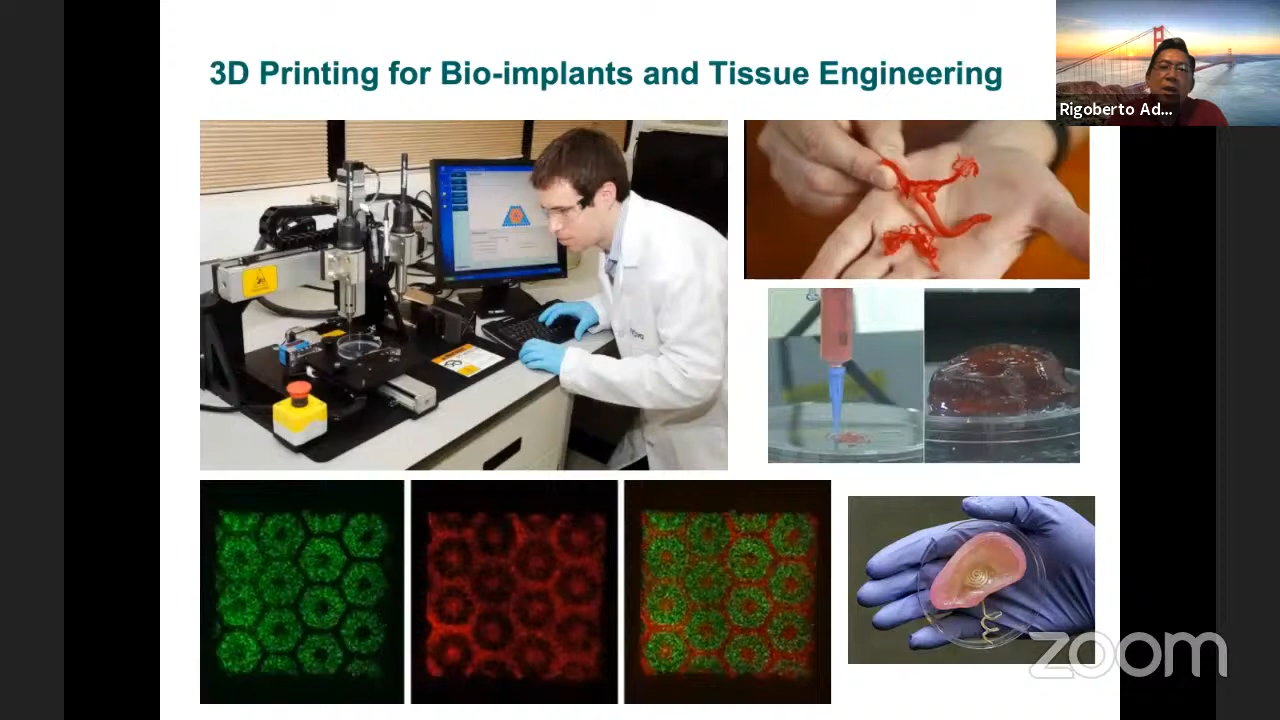 3D Printing for Bio-implants and Tissue Engineering
Rigoberto Ad...
zoom